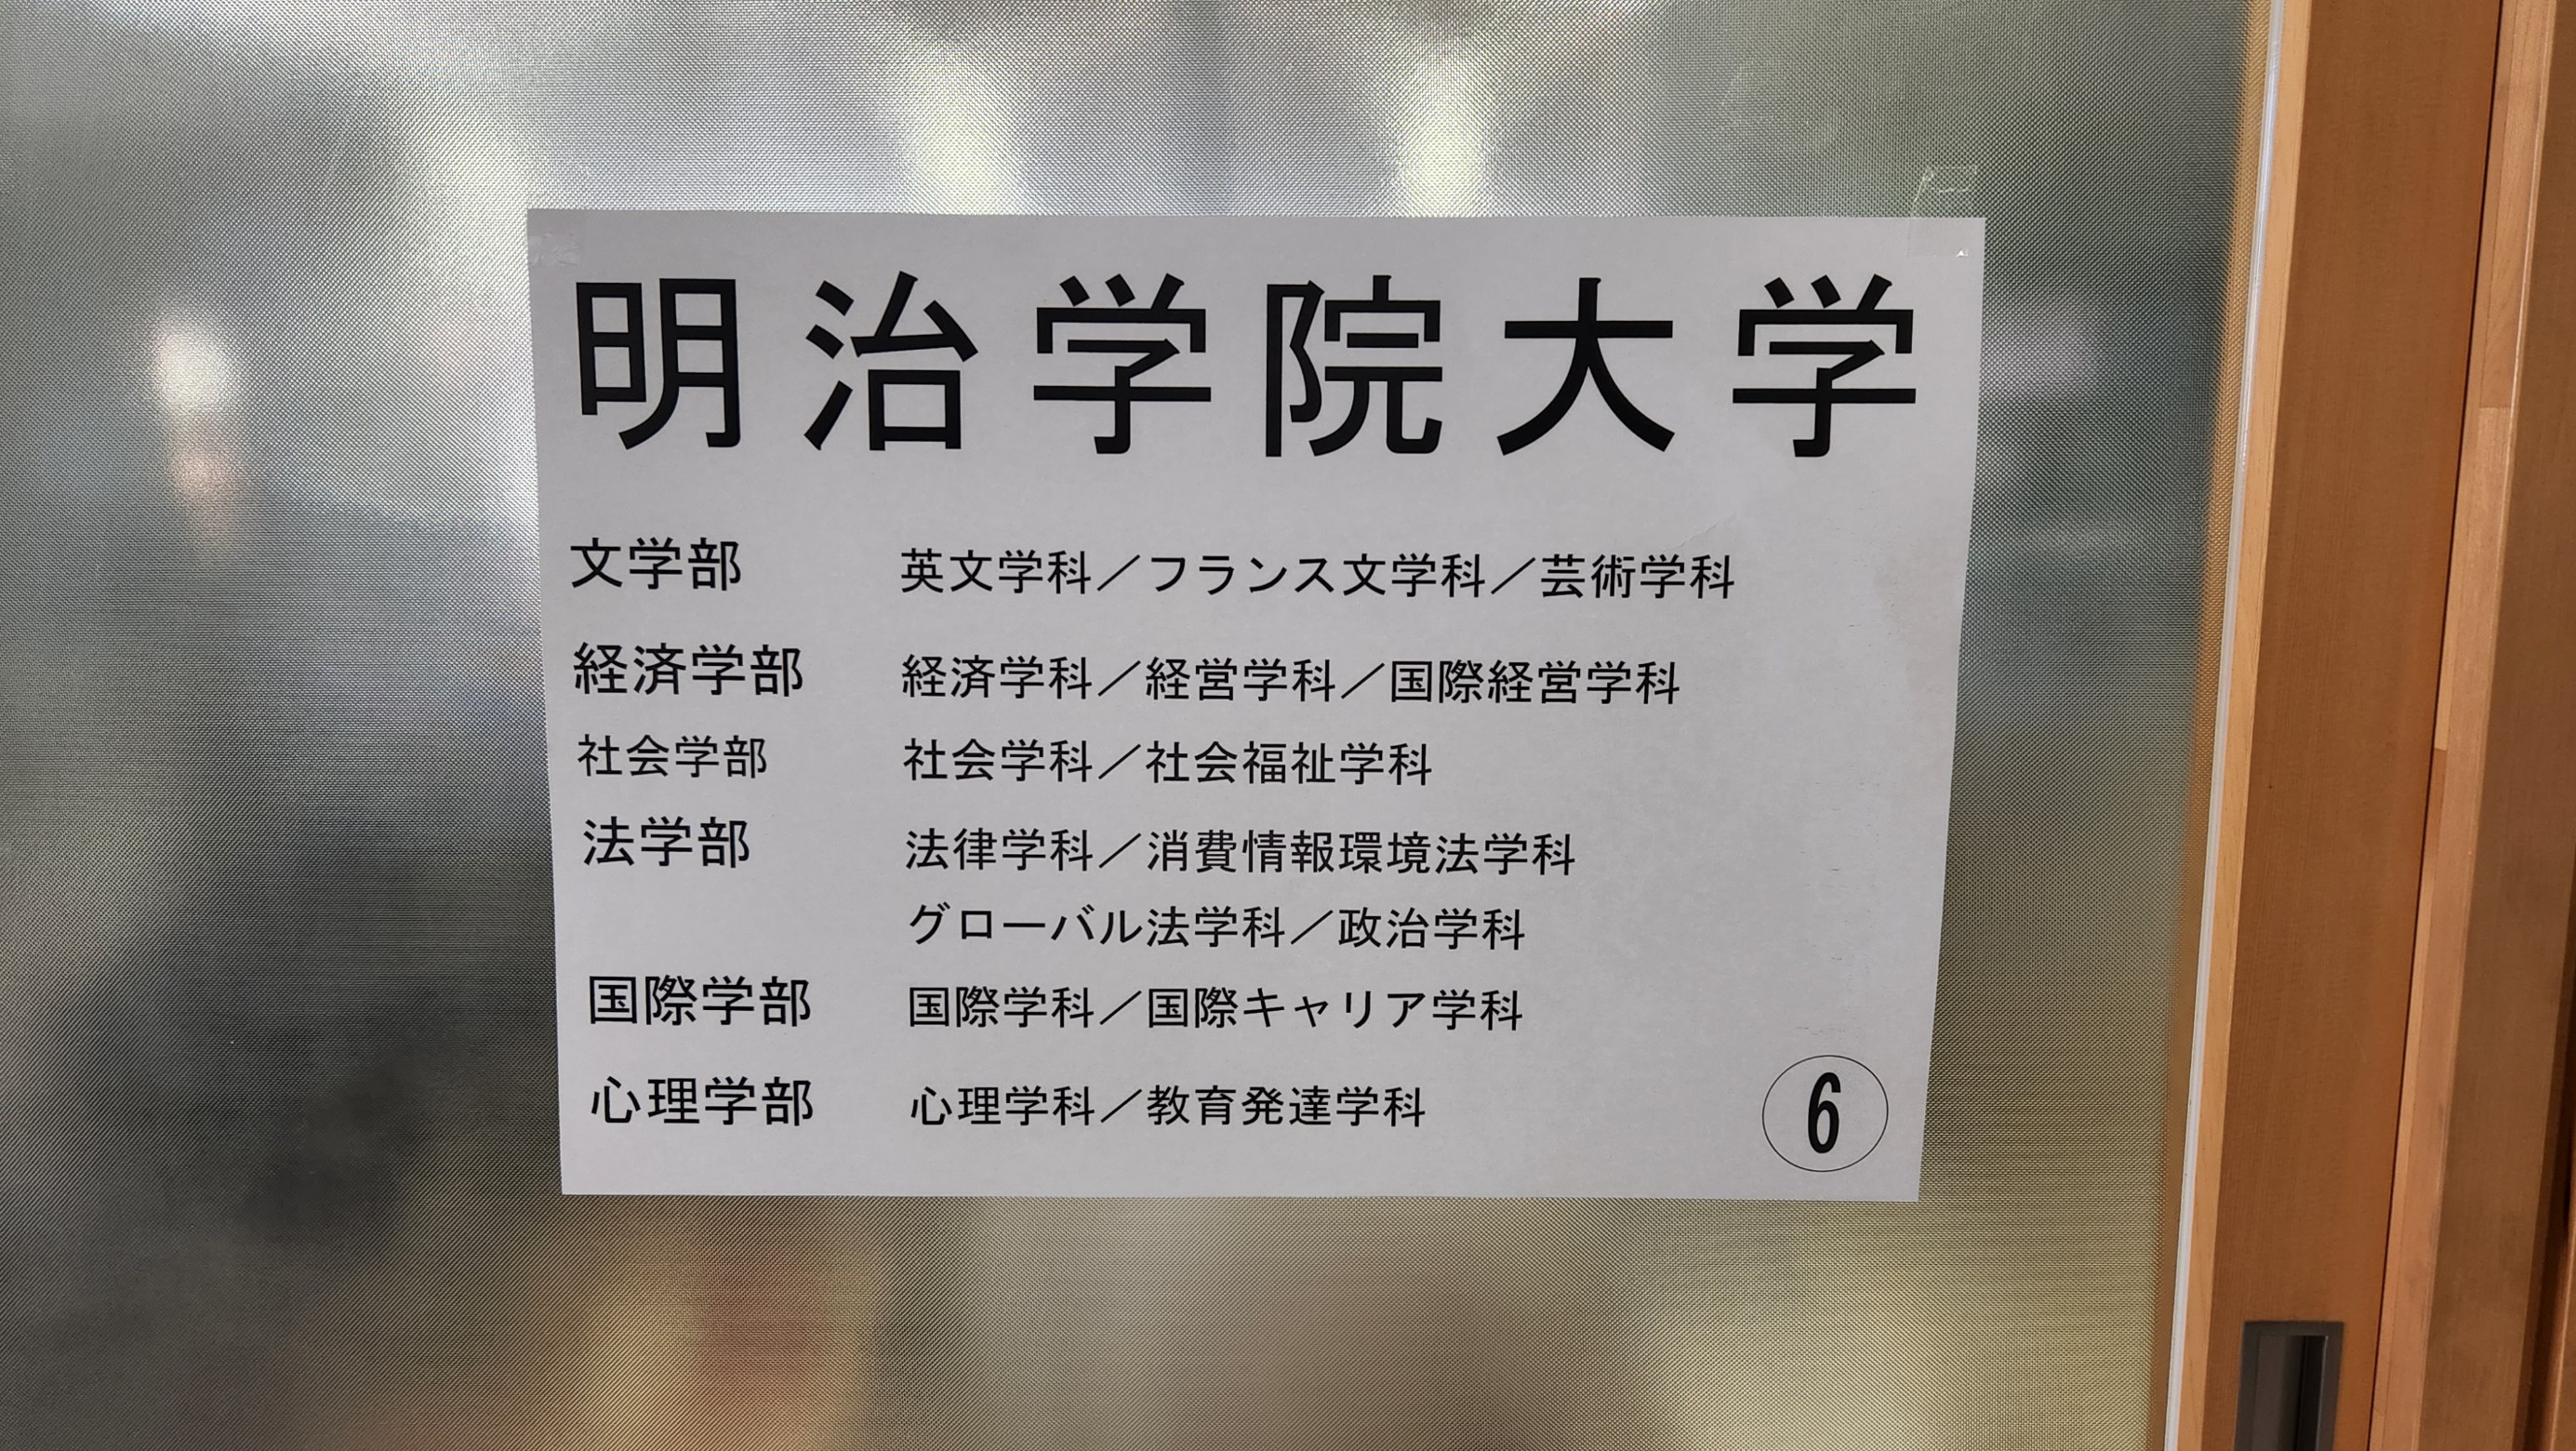 明治学院大学
文学部 英文学科／フランス文学科／芸術学科
経済学部 経済学科／経営学科／国際経営学科
社会学部 社会学科／社会福祉学科
法学部 法律学科／消費情報環境法学科
グローバル法学科／政治学科
国際学部 国際学科／国際キャリア学科
心理学部 心理学科／教育発達学科
6